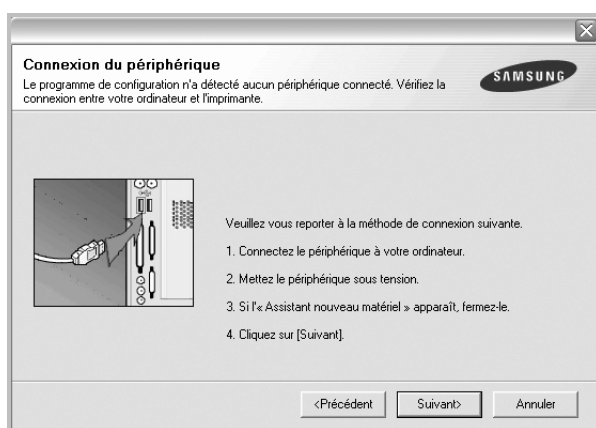 Connexion du périphérique
Le programme de configuration n'a détecté aucun périphérique connecté. Vérifiez la
connexion entre votre ordinateur et l'imprimante.
SAMSUNG
Veuillez vous reporter à la méthode de connexion suivante.
1. Connectez le périphérique à votre ordinateur.
2. Mettez le périphérique sous tension.
3. Si l'« Assistant nouveau matériel » apparaît, fermez-le.
4. Cliquez sur [Suivant].
<Précédent
Suivant>
Annuler